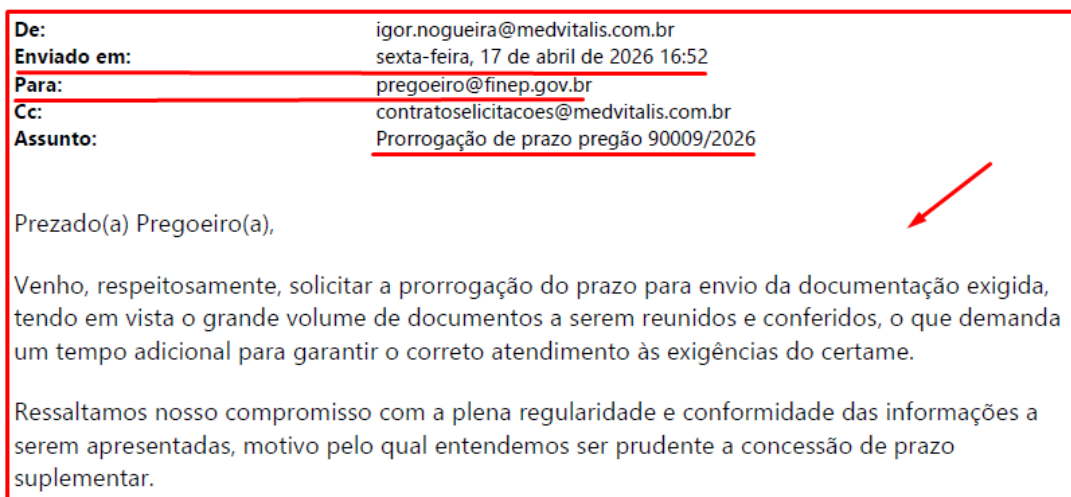 De: igor.nogueira@medvitalis.com.br
Enviado em: sexta-feira, 17 de abril de 2026 16:52
Para: pregoeiro@finep.gov.br
Cc: contratoselicitacoes@medvitalis.com.br
Assunto: Prorrogação de prazo pregão 90009/2026
Prezado(a) Pregoeiro(a),
Venho, respeitosamente, solicitar a prorrogação do prazo para envio da documentação exigida,
tendo em vista o grande volume de documentos a serem reunidos e conferidos, o que demanda
um tempo adicional para garantir o correto atendimento às exigências do certame.
Ressaltamos nosso compromisso com a plena regularidade e conformidade das informações a
serem apresentadas, motivo pelo qual entendemos ser prudente a concessão de prazo
suplementar.